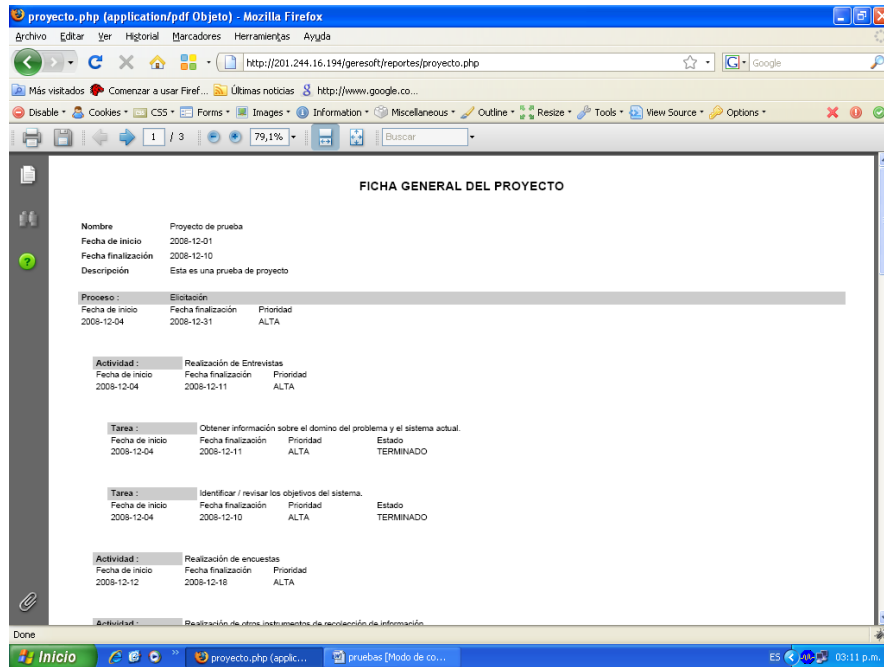 proyecto.php (application/pdf Objeto) - Mozilla Firefox
Archivo Editar Ver Historial Marcadores Herramientas Ayuda
http://201.244.16.194/geresoft/reportes/proyecto.php
G Google
Más visitados Comenzar a usar Firef... Últimas noticias http://www.google.co...
Disable Cookies CSS Forms Images Information Miscellaneous Outline Resize Tools View Source Options
1 / 3 79,1% Buscar
FICHA GENERAL DEL PROYECTO
Nombre Proyecto de prueba
Fecha de inicio 2008-12-01
Fecha finalización 2008-12-10
Descripción Esta es una prueba de proyecto
Proceso : Elicitación
Fecha de inicio Fecha finalización Prioridad
2008-12-04 2008-12-31 ALTA
Actividad : Realización de Entrevistas
Fecha de inicio Fecha finalización Prioridad
2008-12-04 2008-12-11 ALTA
Tarea : Obtener información sobre el domino del problema y el sistema actual.
Fecha de inicio Fecha finalización Prioridad Estado
2008-12-04 2008-12-11 ALTA TERMINADO
Tarea : Identificar / revisar los objetivos del sistema.
Fecha de inicio Fecha finalización Prioridad Estado
2008-12-04 2008-12-10 ALTA TERMINADO
Actividad : Realización de encuestas
Fecha de inicio Fecha finalización Prioridad
2008-12-12 2008-12-18 ALTA
Actividad : Realización de otros instrumentos de recolección de información
Done
Inicio proyecto.php (applic... pruebas [Modo de co... ES 03:11 p.m.